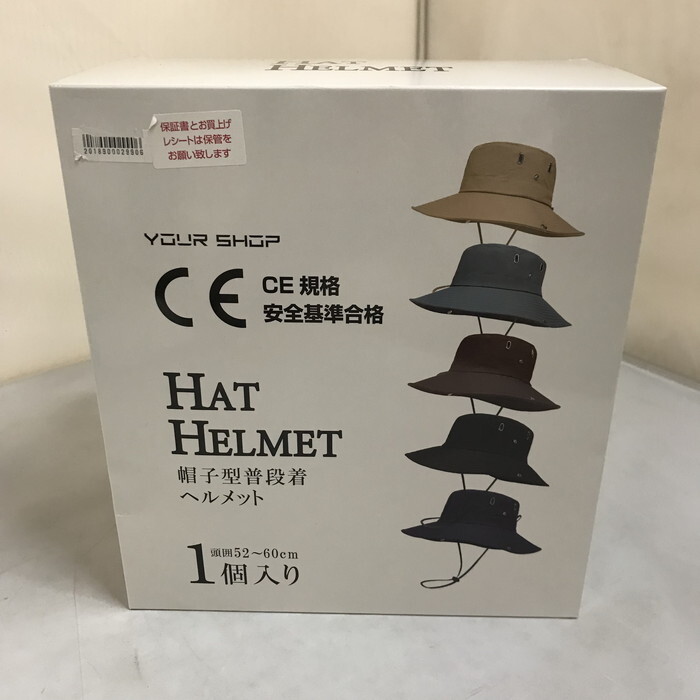 HAT
HELMET
保証書とお買上げ
レシートは保管を
お願い致します
YOUR SHOP
CE CE 規格
安全基準合格
HAT
HELMET
帽子型普段着
ヘルメット
頭囲52～60cm
1個入り